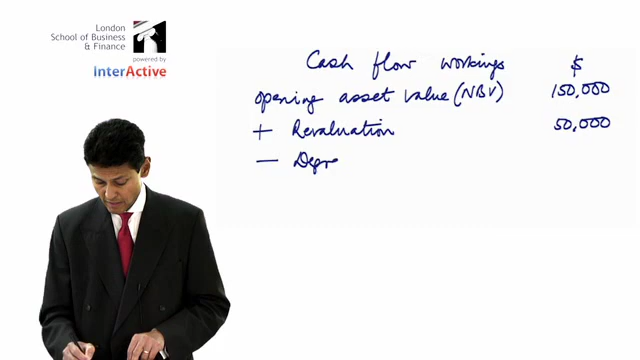 London
School of Business
& Finance
powered by
InterActive
Cash flow workings $
opening asset value (NBV) 150,000
+ Revaluation 50,000
— Depre